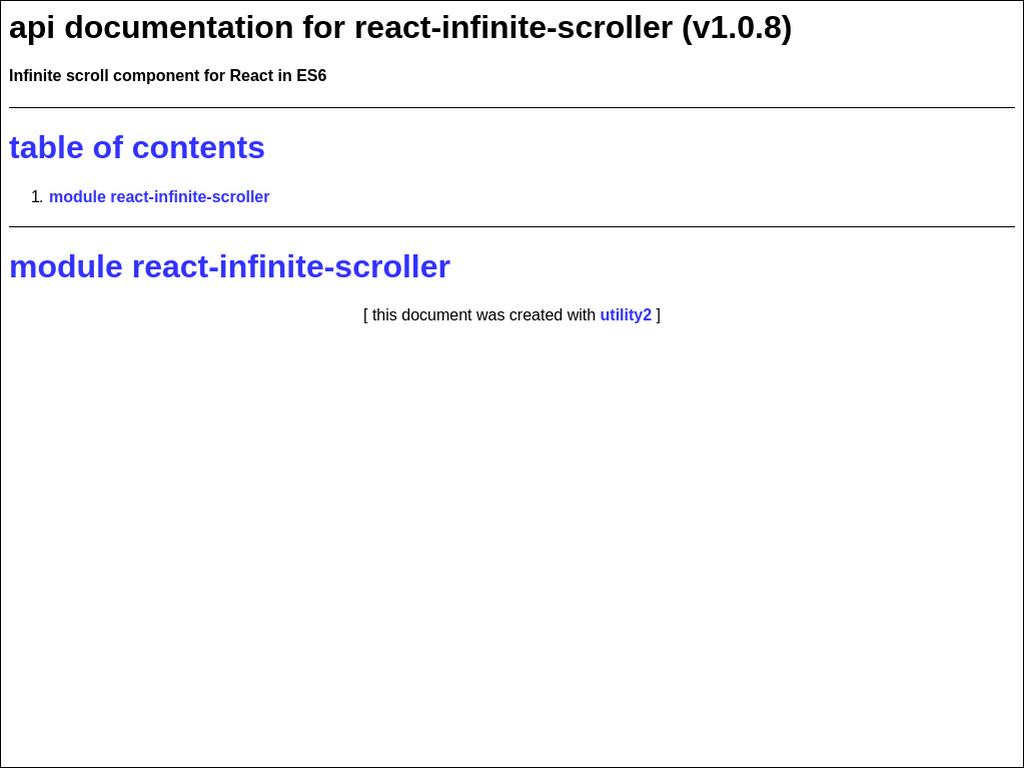 api documentation for react-infinite-scroller (v1.0.8)
Infinite scroll component for React in ES6
table of contents
1. module react-infinite-scroller
module react-infinite-scroller
[ this document was created with utility2 ]